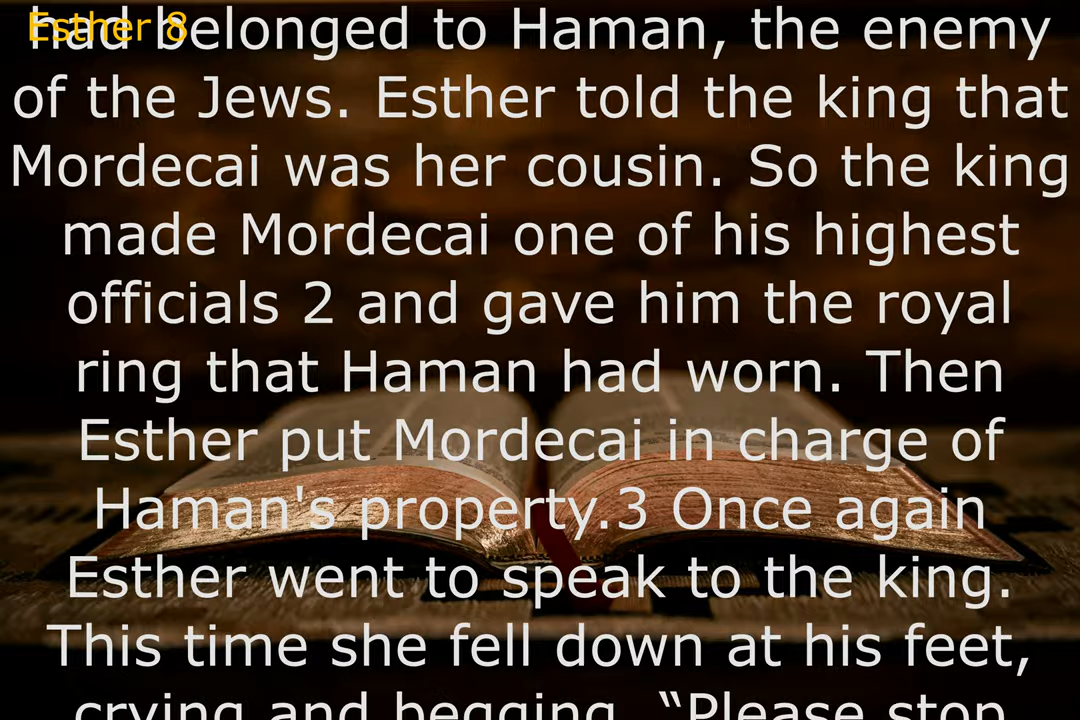 Esther 8
had belonged to Haman, the enemy
of the Jews. Esther told the king that
Mordecai was her cousin. So the king
made Mordecai one of his highest
officials 2 and gave him the royal
ring that Haman had worn. Then
Esther put Mordecai in charge of
Haman's property.3 Once again
Esther went to speak to the king.
This time she fell down at his feet,
crying and begging, “Please stop